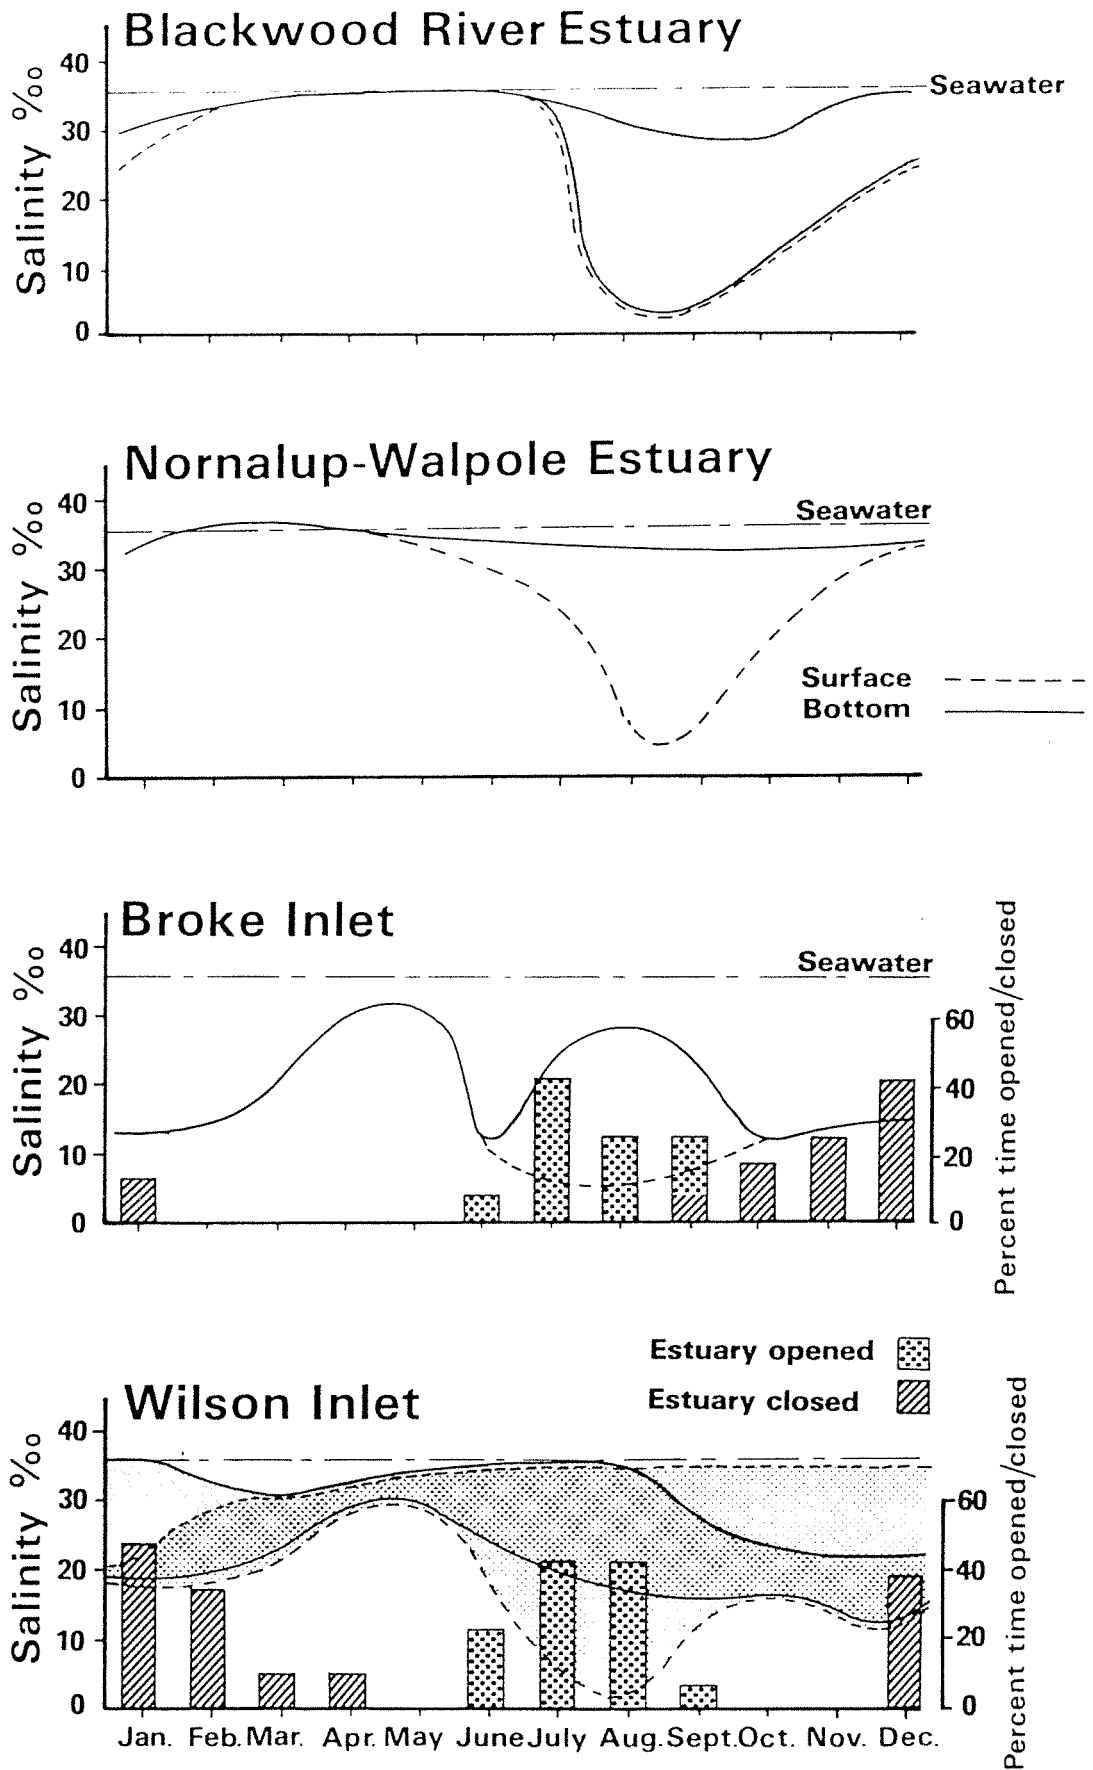 Blackwood River Estuary
Salinity ‰
40
30
20
10
0
Seawater
Nornalup-Walpole Estuary
Salinity ‰
40
30
20
10
0
Seawater
Surface
Bottom
Broke Inlet
Salinity ‰
40
30
20
10
0
Seawater
60
40
20
0
Percent time opened/closed
Estuary opened
Estuary closed
Wilson Inlet
Salinity ‰
40
30
20
10
0
60
40
20
0
Percent time opened/closed
Jan. Feb. Mar. Apr. May June July Aug. Sept. Oct. Nov. Dec.